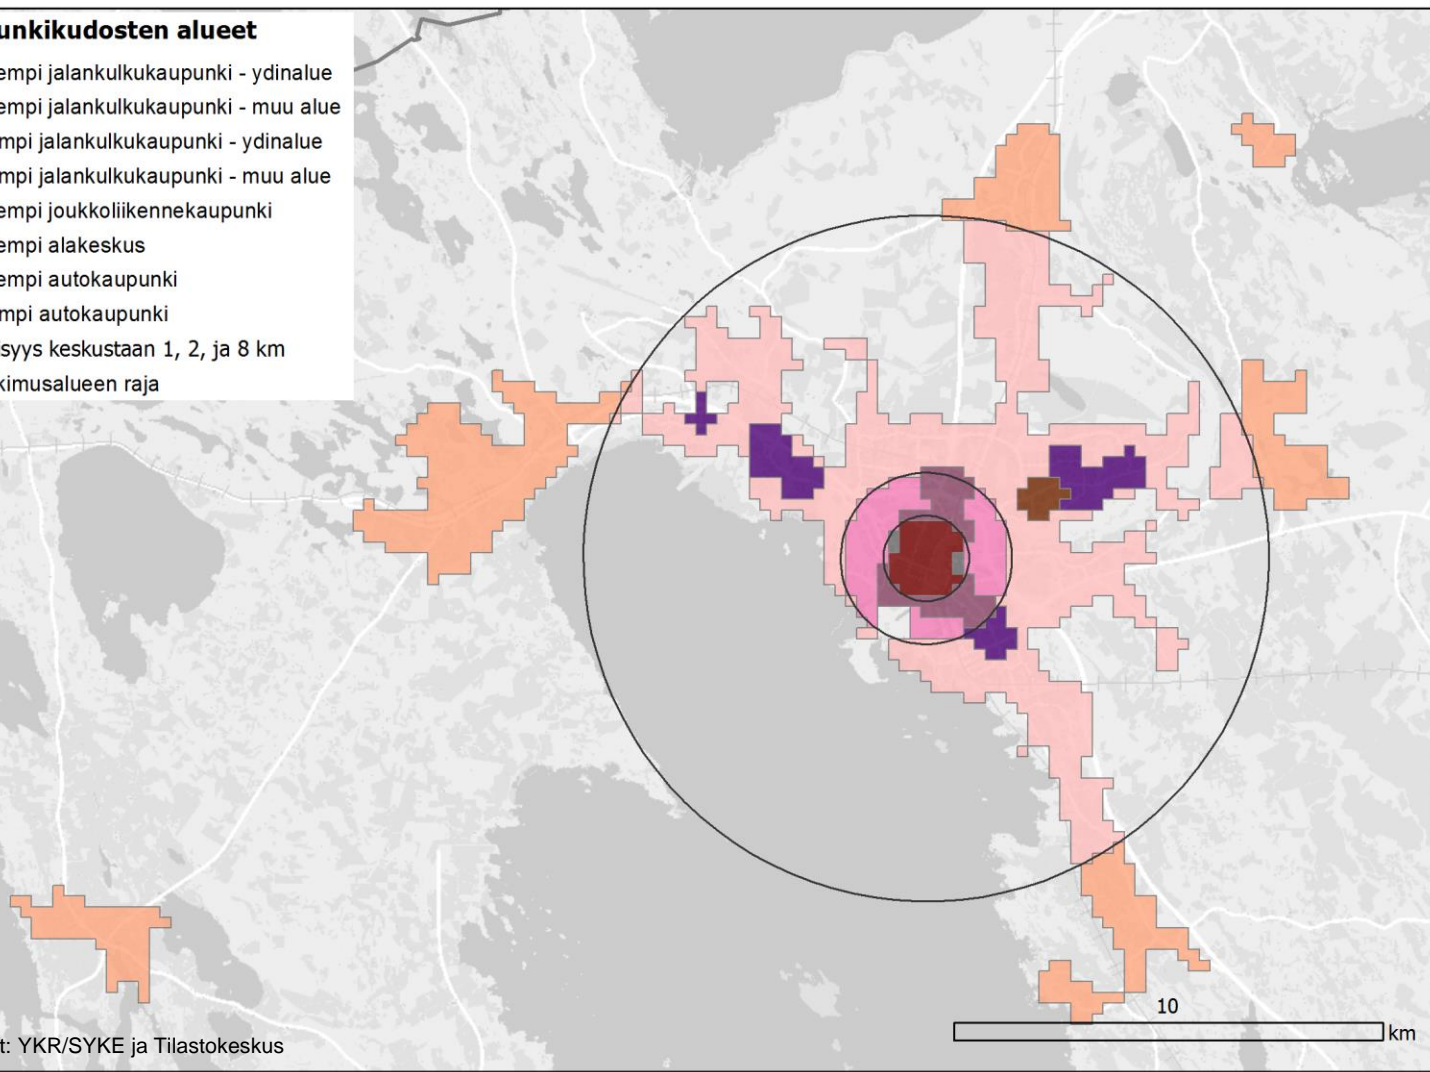 unkikudosten alueet
empi jalankulkukaupunki - ydinalue
empi jalankulkukaupunki - muu alue
mpi jalankulkukaupunki - ydinalue
mpi jalankulkukaupunki - muu alue
empi joukkoliikennekaupunki
empi alakeskus
empi autokaupunki
mpi autokaupunki
isyys keskustaan 1, 2, ja 8 km
kimusalueen raja
10
km
t: YKR/SYKE ja Tilastokeskus